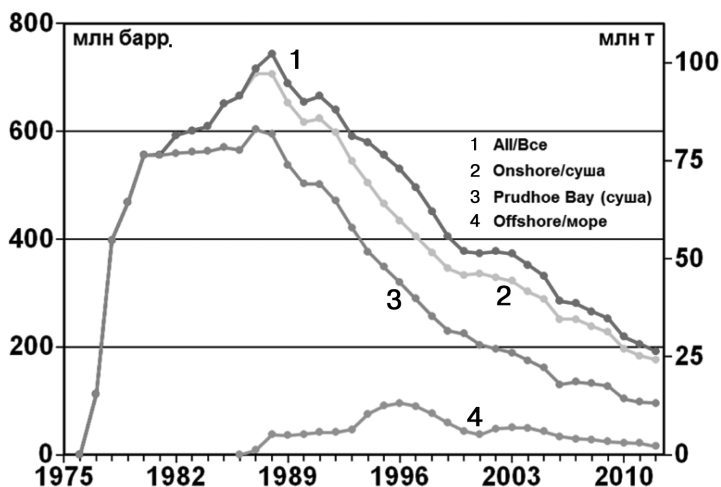 800
млн барр.
млн т
1
100
600
1 All/Все
2 Onshore/суша
75
3 Prudhoe Bay (суша)
4 Offshore/море
400
50
3
2
200
25
4
0
0
1975 1982 1989 1996 2003 2010